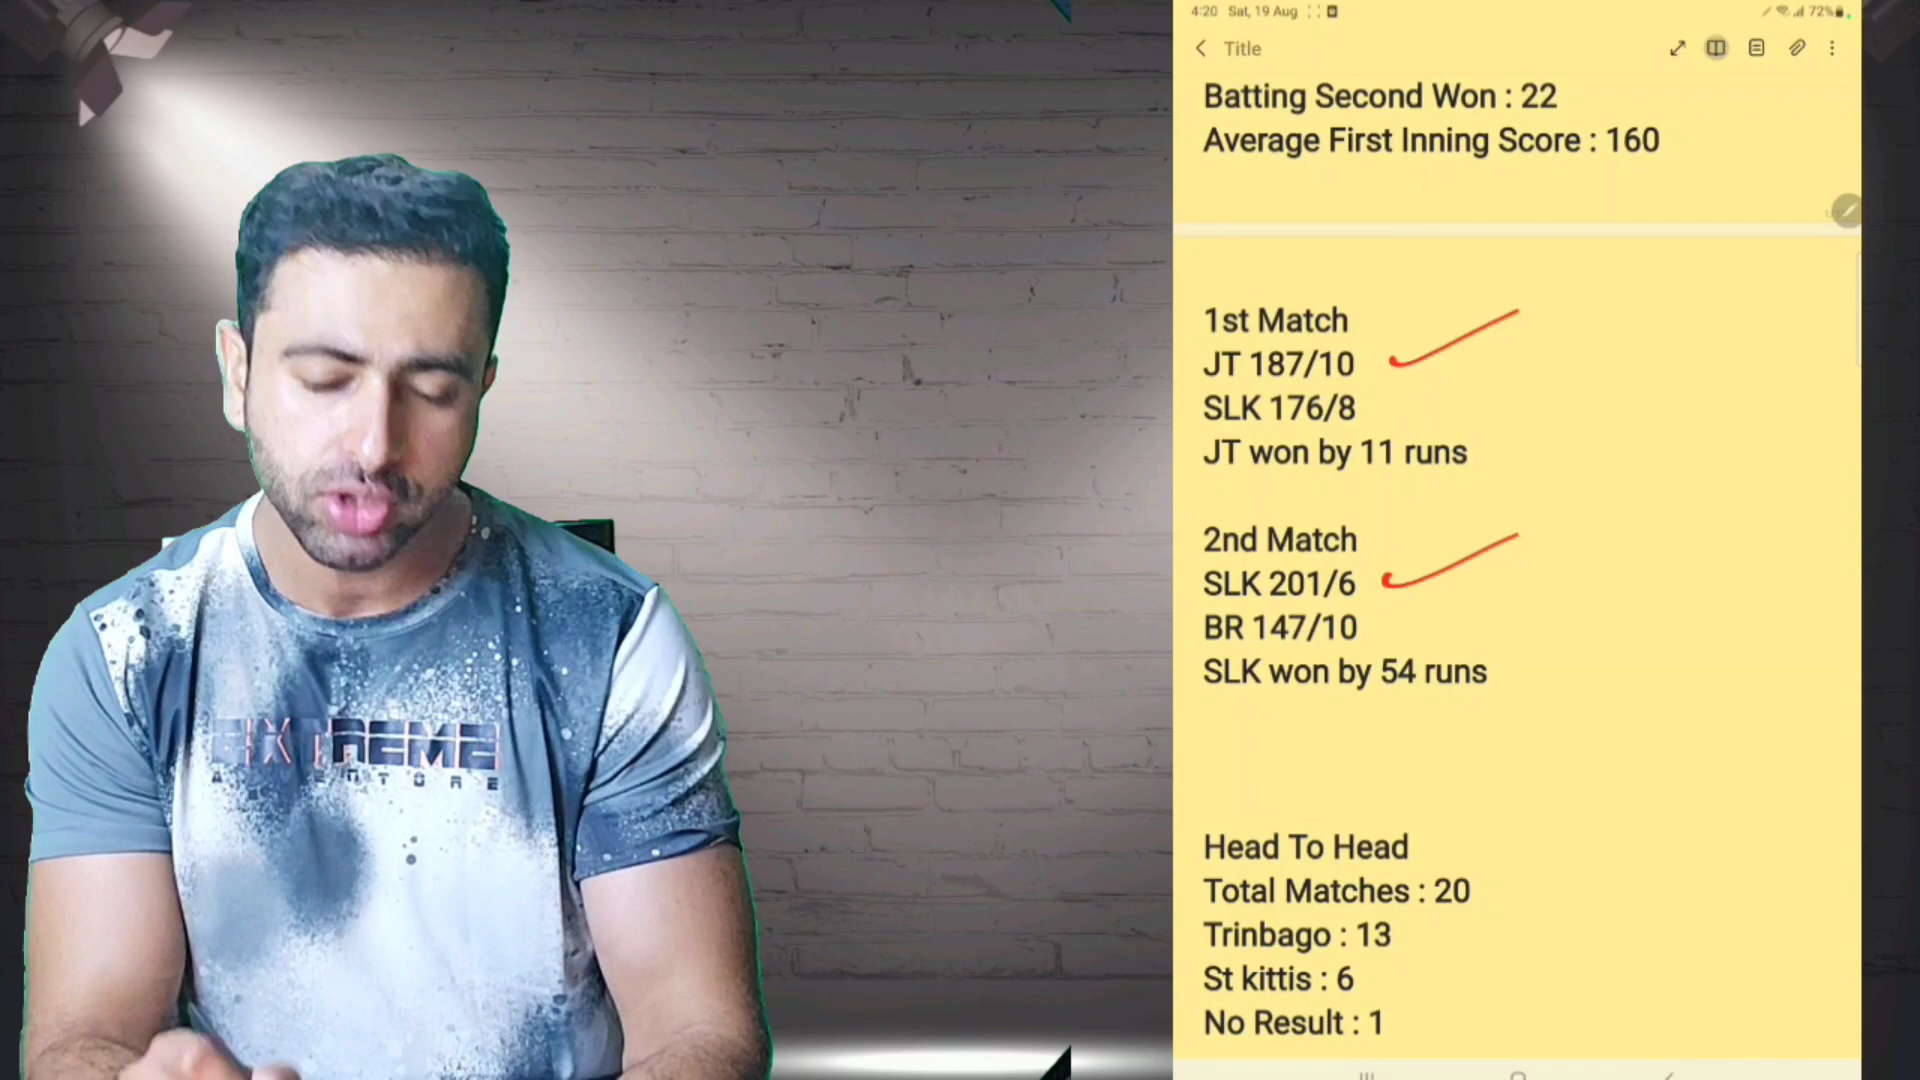 4:20 Sat, 19 Aug
72%
Title
Batting Second Won : 22
Average First Inning Score : 160
1st Match
JT 187/10
SLK 176/8
JT won by 11 runs
2nd Match
SLK 201/6
BR 147/10
SLK won by 54 runs
Head To Head
Total Matches : 20
Trinbago : 13
St kittis : 6
No Result : 1
EXTREME